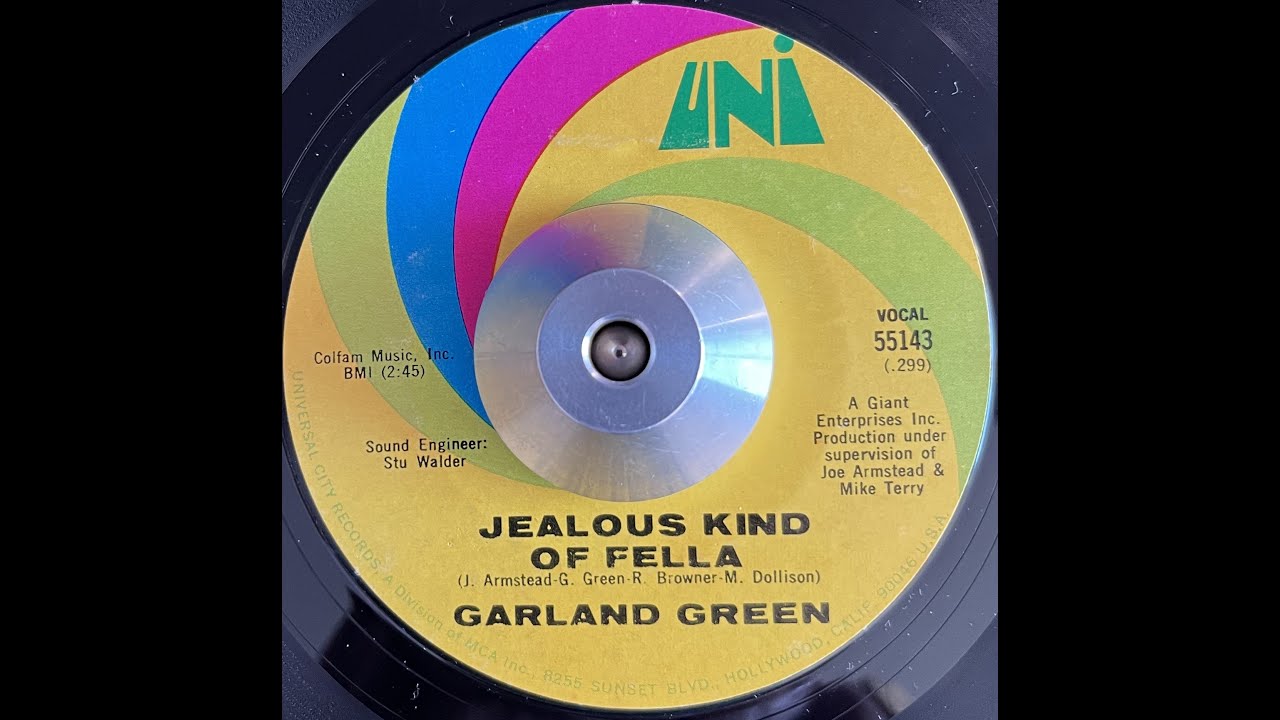 UNI
VOCAL
55143
(.299)
Colfam Music, Inc.
BMI (2:45)
A Giant
Enterprises Inc.
Production under
supervision of
Joe Armstead &
Mike Terry
Sound Engineer:
Stu Walder
JEALOUS KIND
OF FELLA
(J. Armstead-G. Green-R. Browner-M. Dollison)
GARLAND GREEN
UNIVERSAL CITY RECORDS, A Division of MCA Inc., 8255 SUNSET BLVD., HOLLYWOOD, CALIF. 90046 U.S.A.